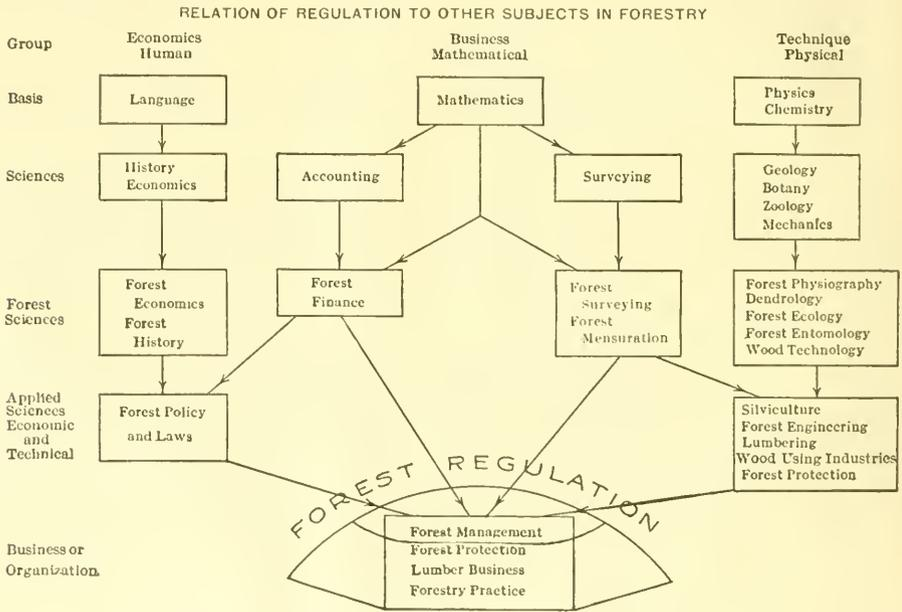 RELATION OF REGULATION TO OTHER SUBJECTS IN FORESTRY
Group
Economics
Human
Business
Mathematical
Technique
Physical
Basis
Language
Mathematics
Physics
Chemistry
Sciences
History
Economics
Accounting
Surveying
Geology
Botany
Zoology
Mechanics
Forest
Sciences
Forest
Economics
Forest
History
Forest
Finance
Forest
Surveying
Forest
Mensuration
Forest Physiography
Dendrology
Forest Ecology
Forest Entomology
Wood Technology
Applied
Sciences
Economic
and
Technical
Forest Policy
and Laws
Silviculture
Forest Engineering
Lumbering
Wood Using Industries
Forest Protection
FOREST REGULATION
Business or
Organization.
Forest Management
Forest Protection
Lumber Business
Forestry Practice